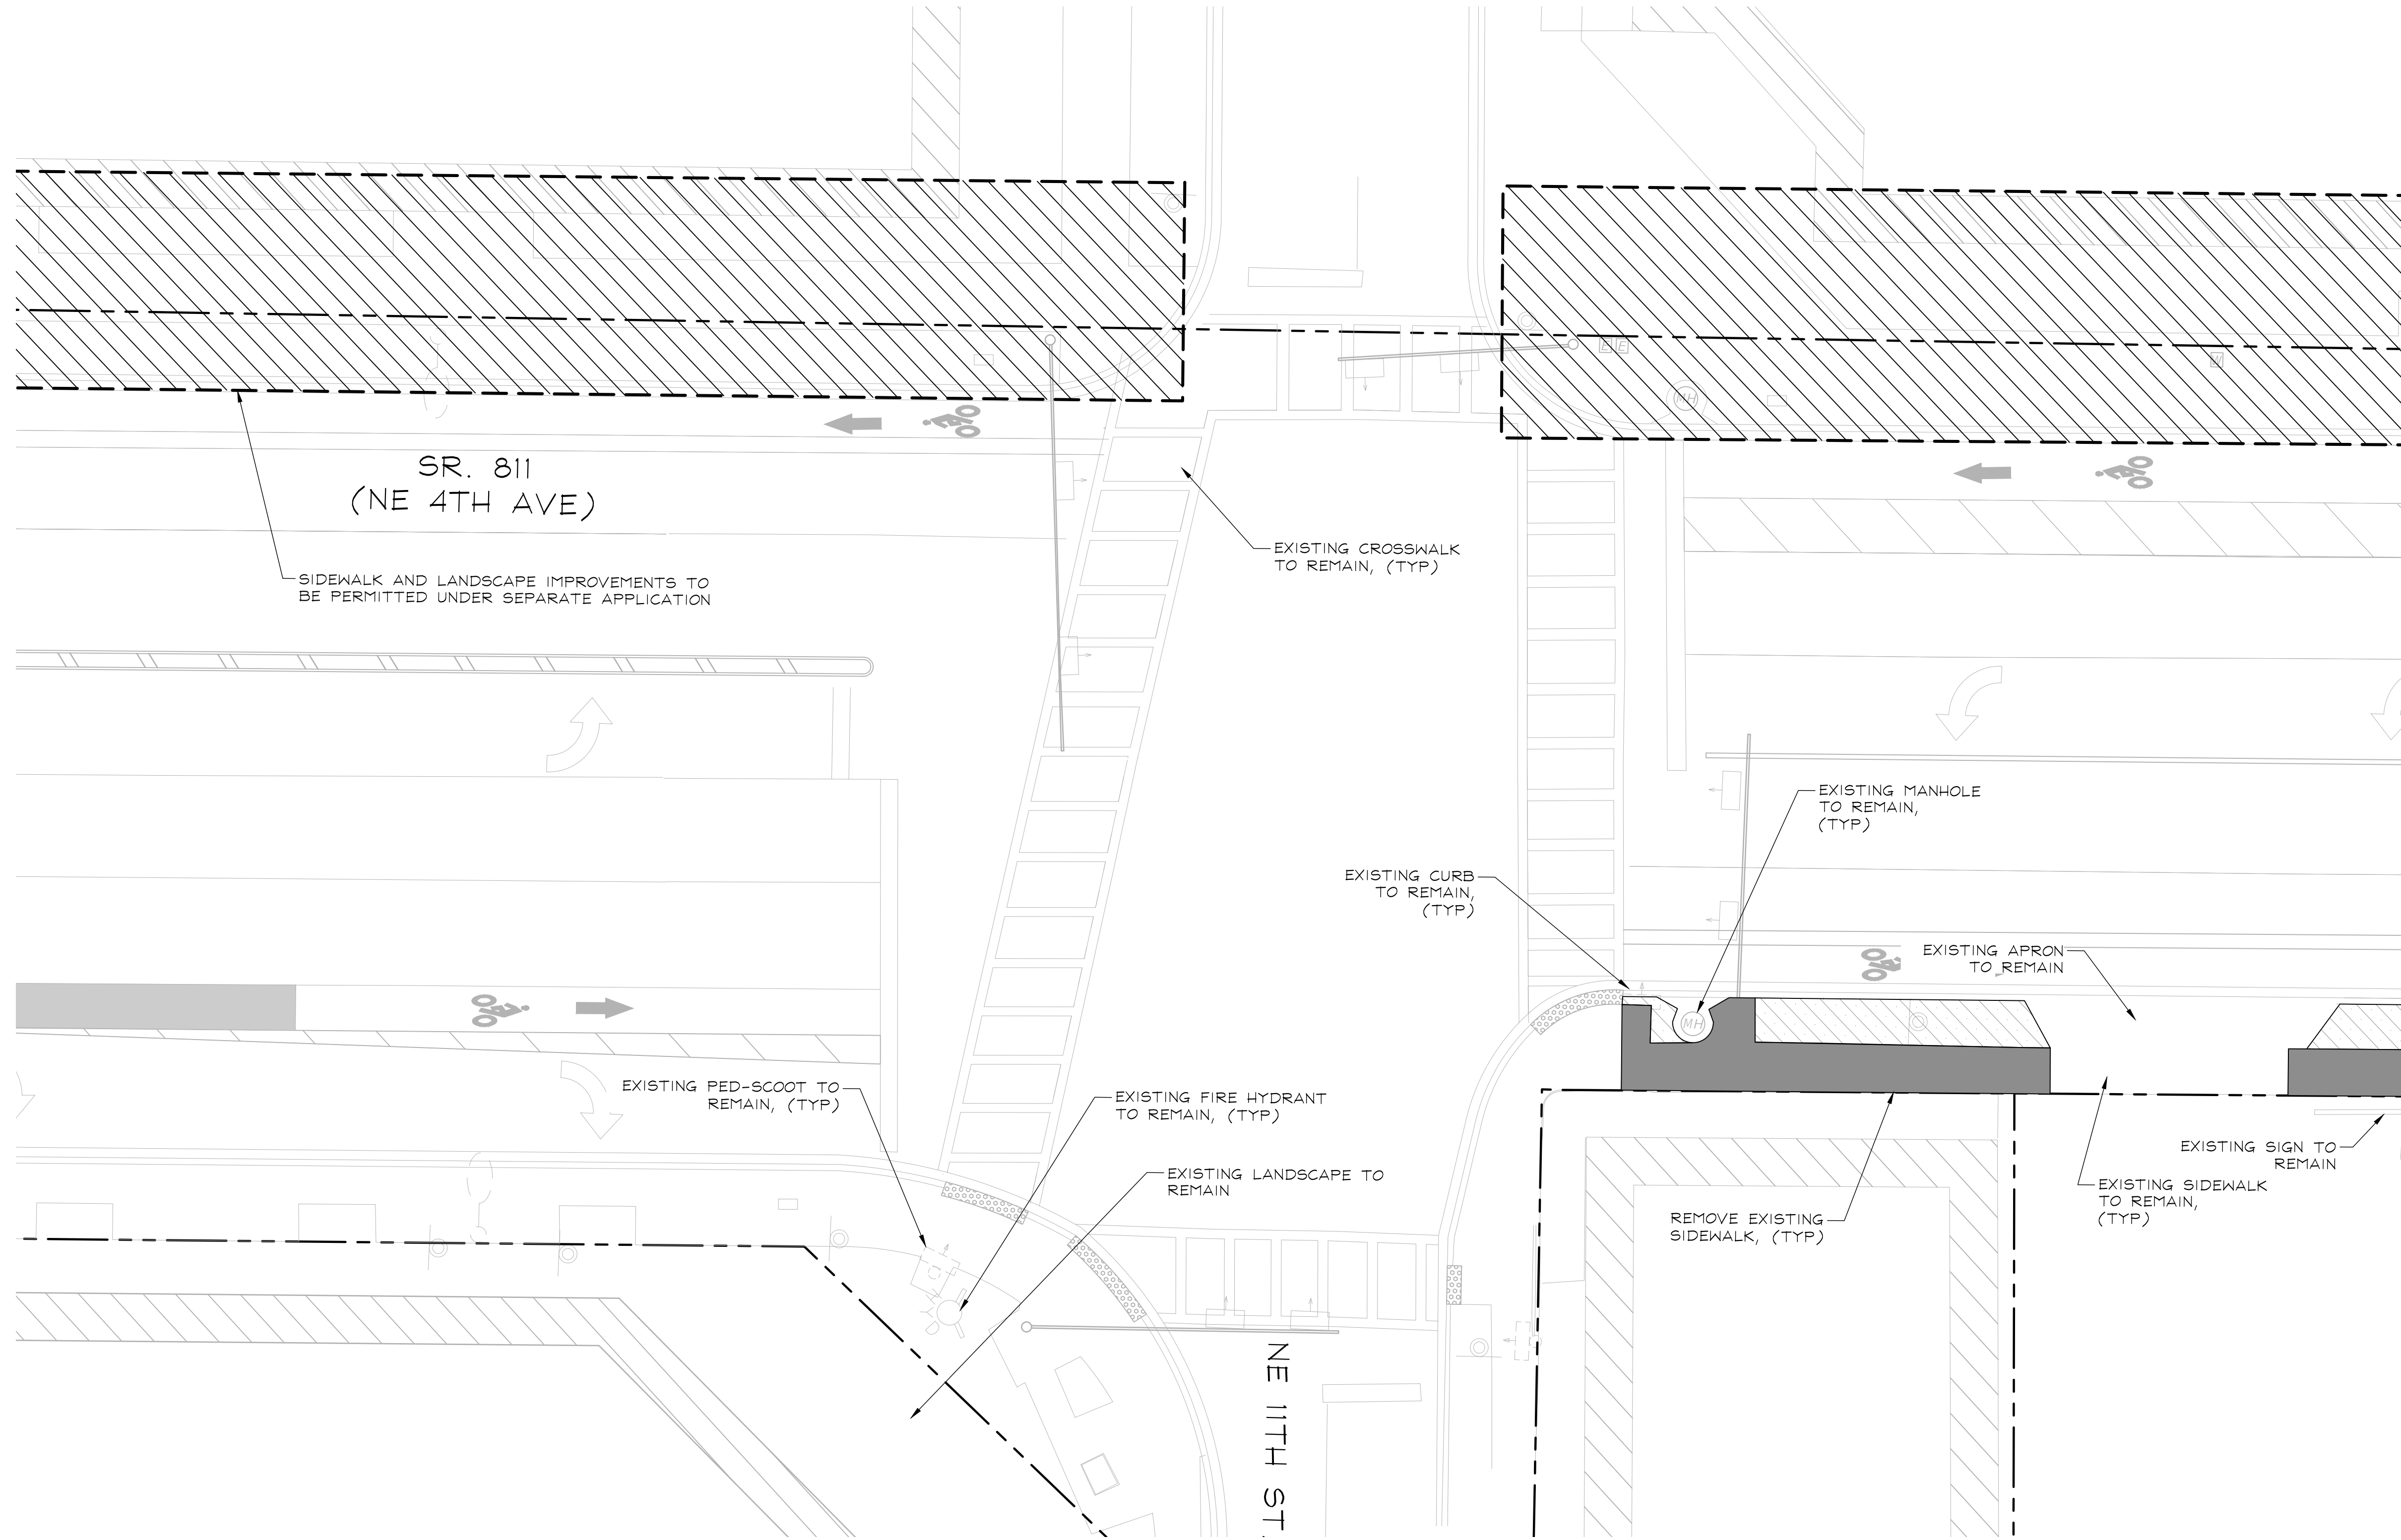 SR. 811
(NE 4TH AVE)
EXISTING CROSSWALK
TO REMAIN, (TYP)
SIDEWALK AND LANDSCAPE IMPROVEMENTS TO
BE PERMITTED UNDER SEPARATE APPLICATION
E E
MH
W
EXISTING MANHOLE
TO REMAIN,
(TYP)
EXISTING CURB
TO REMAIN,
(TYP)
EXISTING APRON
TO REMAIN
MH
EXISTING PED-SCOOT TO
REMAIN, (TYP)
EXISTING FIRE HYDRANT
TO REMAIN, (TYP)
EXISTING LANDSCAPE TO
REMAIN
EXISTING SIGN TO
REMAIN
EXISTING SIDEWALK
TO REMAIN,
(TYP)
REMOVE EXISTING
SIDEWALK, (TYP)
NE 11TH ST.